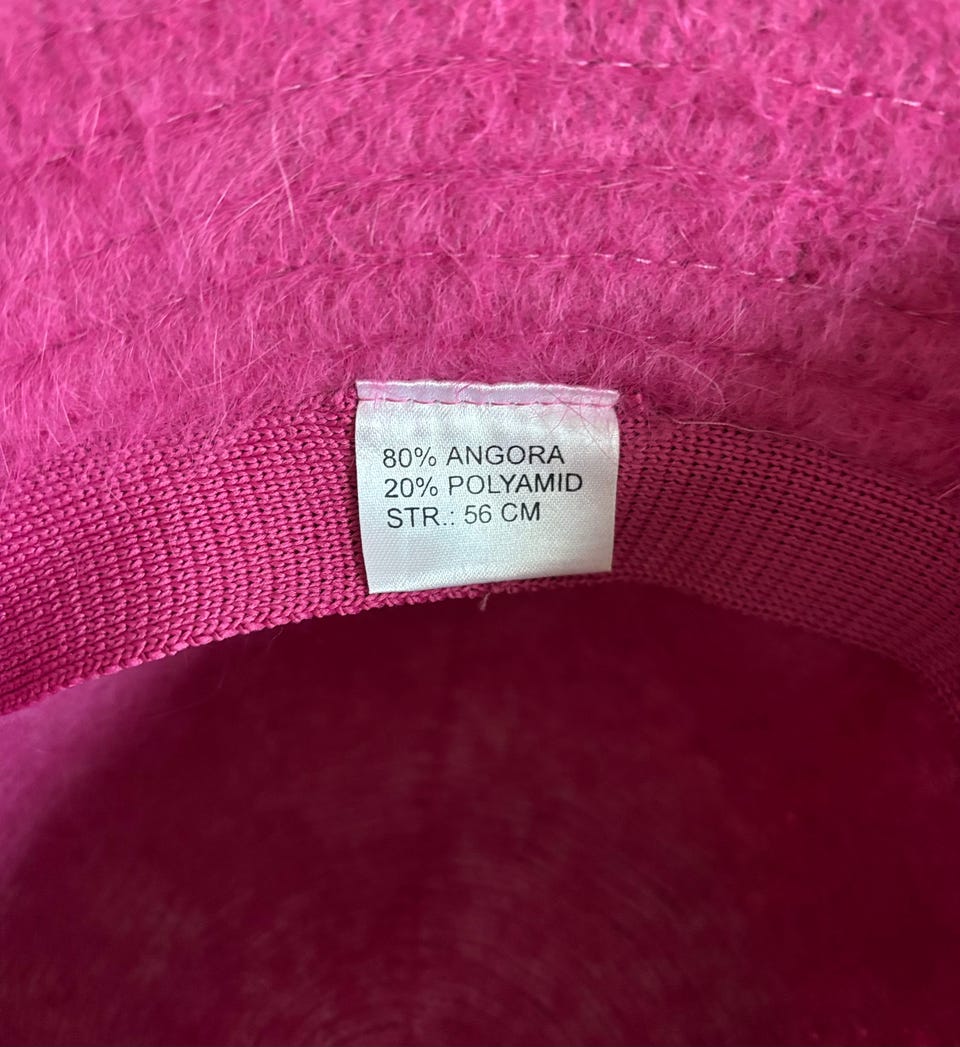 80% ANGORA
20% POLYAMID
STR.: 56 CM